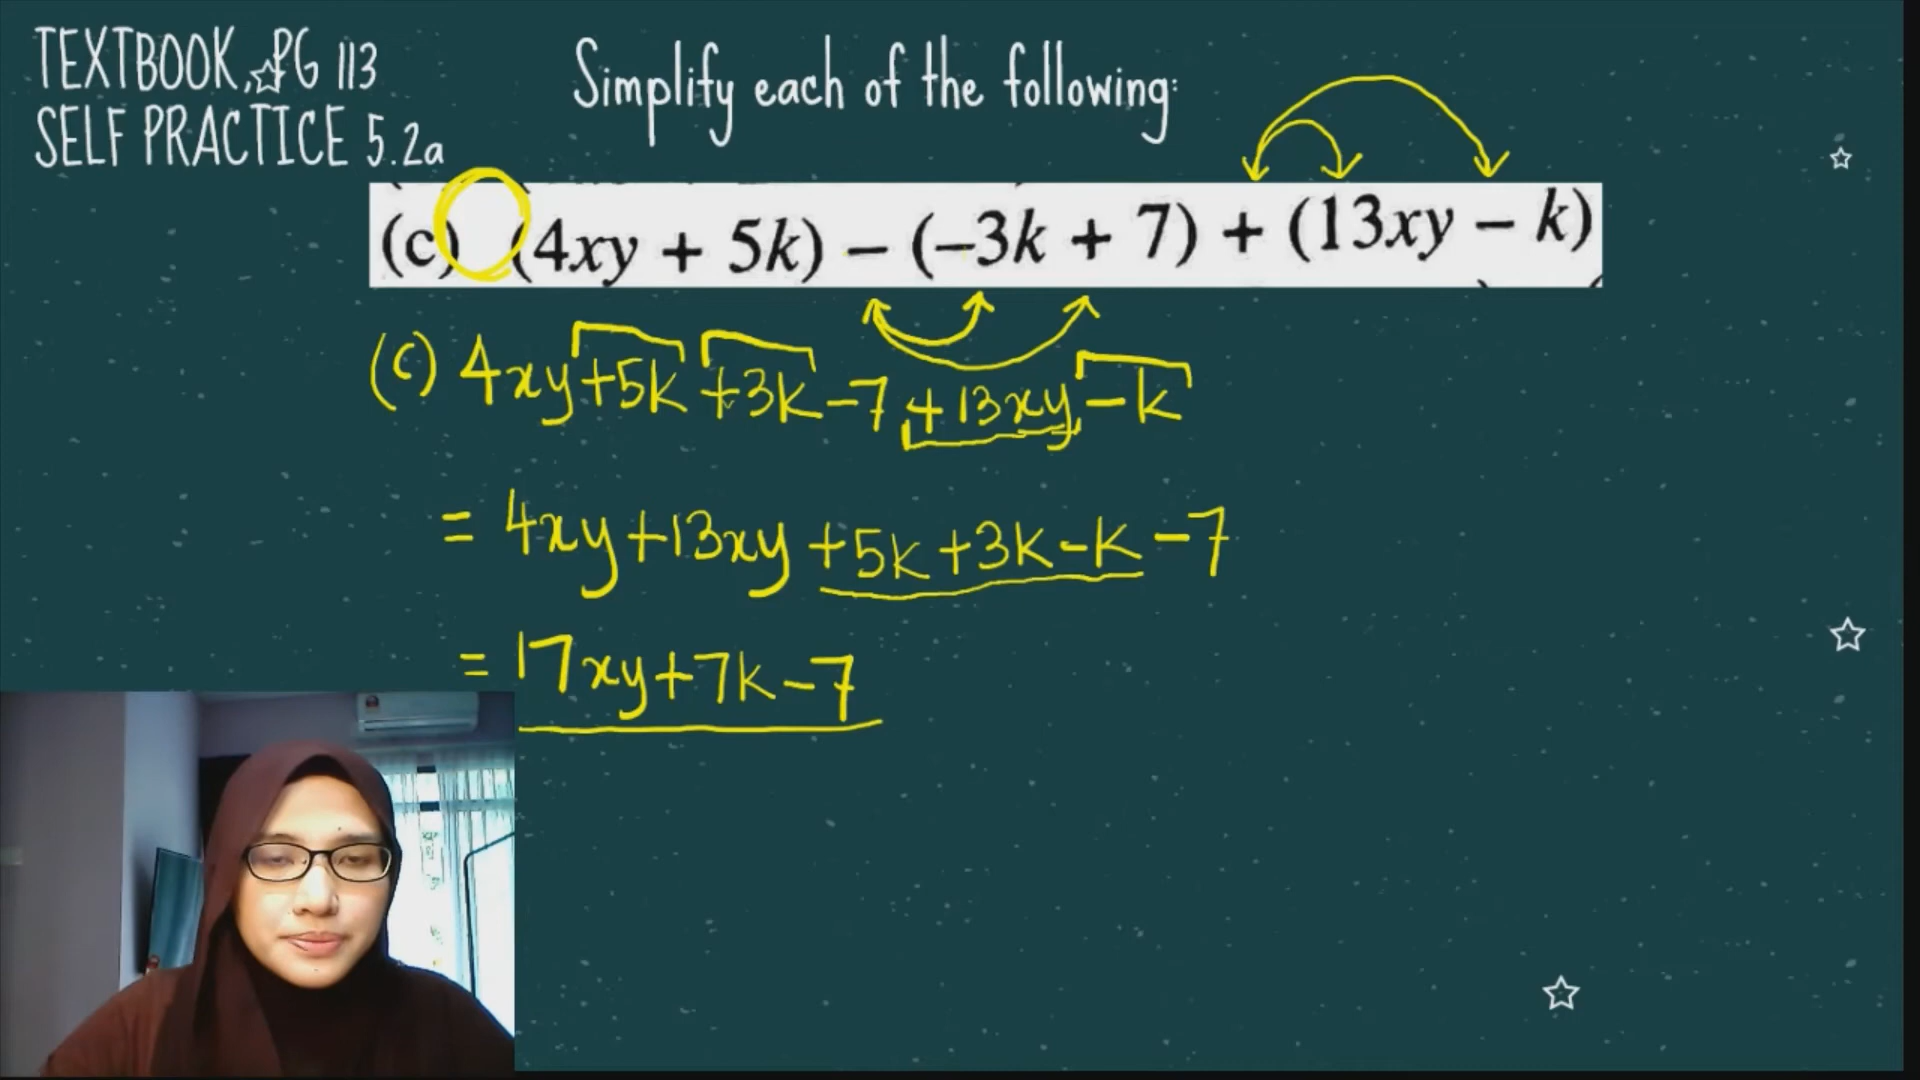 TEXTBOOK, PG 113
SELF PRACTICE 5.2a
Simplify each of the following:
(c) (4xy + 5k) – (–3k + 7) + (13xy – k)
(c) 4xy+5k+3k-7+13xy-k
= 4xy+13xy+5k+3k-k-7
= 17xy+7k-7